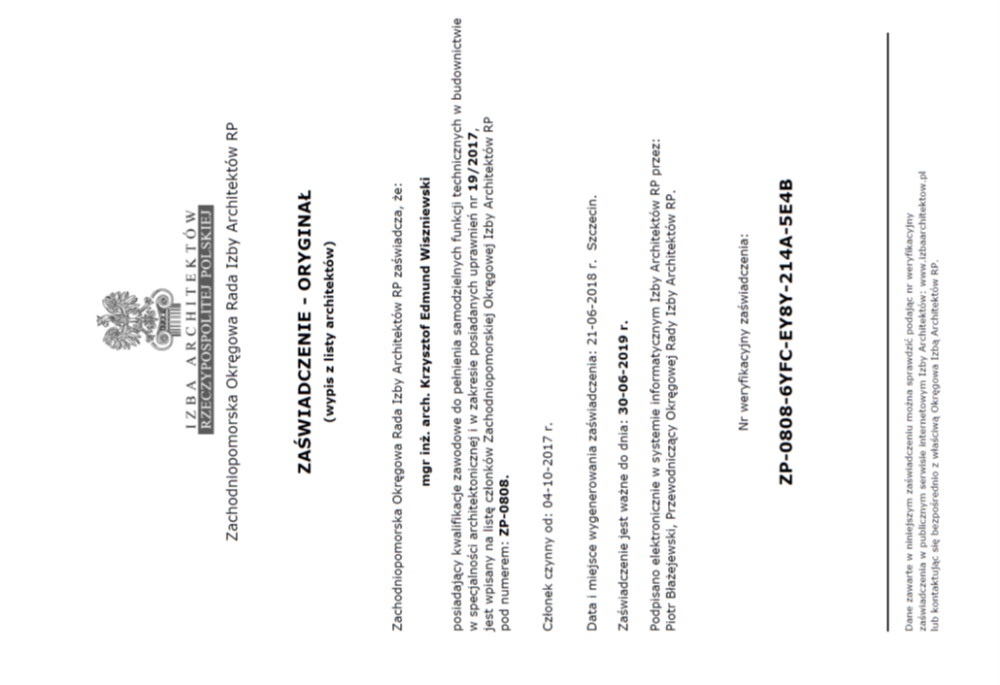 IZBA ARCHITEKTÓW
RZECZYPOSPOLITEJ POLSKIEJ
Zachodniopomorska Okręgowa Rada Izby Architektów RP
ZAŚWIADCZENIE - ORYGINAŁ
(wypis z listy architektów)
Zachodniopomorska Okręgowa Rada Izby Architektów RP zaświadcza, że:
mgr inż. arch. Krzysztof Edmund Wiszniewski
posiadający kwalifikacje zawodowe do pełnienia samodzielnych funkcji technicznych w budownictwie
w specjalności architektonicznej i w zakresie posiadanych uprawnień nr 19/2017,
jest wpisany na listę członków Zachodniopomorskiej Okręgowej Izby Architektów RP
pod numerem: ZP-0808.
Członek czynny od: 04-10-2017 r.
Data i miejsce wygenerowania zaświadczenia: 21-06-2018 r. Szczecin.
Zaświadczenie jest ważne do dnia: 30-06-2019 r.
Podpisano elektronicznie w systemie informatycznym Izby Architektów RP przez:
Piotr Błażejewski, Przewodniczący Okręgowej Rady Izby Architektów RP.
Nr weryfikacyjny zaświadczenia:
ZP-0808-6YFC-EY8Y-214A-5E4B
Dane zawarte w niniejszym zaświadczeniu można sprawdzić podając nr weryfikacyjny
zaświadczenia w publicznym serwisie internetowym Izby Architektów: www.izbaarchitektow.pl
lub kontaktując się bezpośrednio z właściwą Okręgowa Izbą Architektów RP.